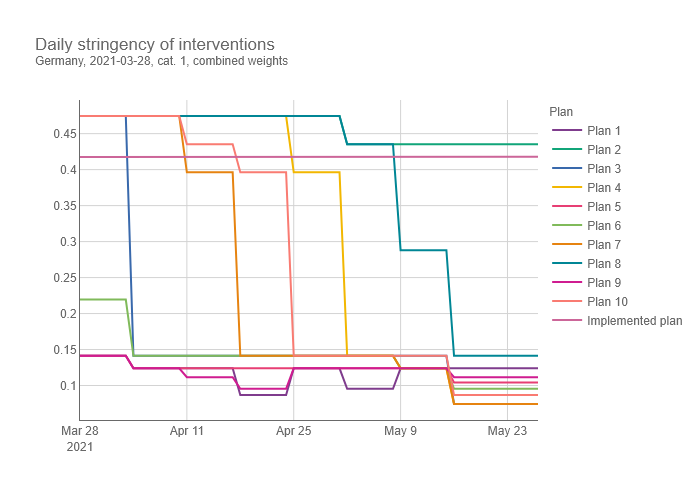 Daily stringency of interventions
Germany, 2021-03-28, cat. 1, combined weights
Plan
Plan 1
Plan 2
Plan 3
Plan 4
Plan 5
Plan 6
Plan 7
Plan 8
Plan 9
Plan 10
Implemented plan
0.45
0.4
0.35
0.3
0.25
0.2
0.15
0.1
Mar 28 Apr 11 Apr 25 May 9 May 23
2021